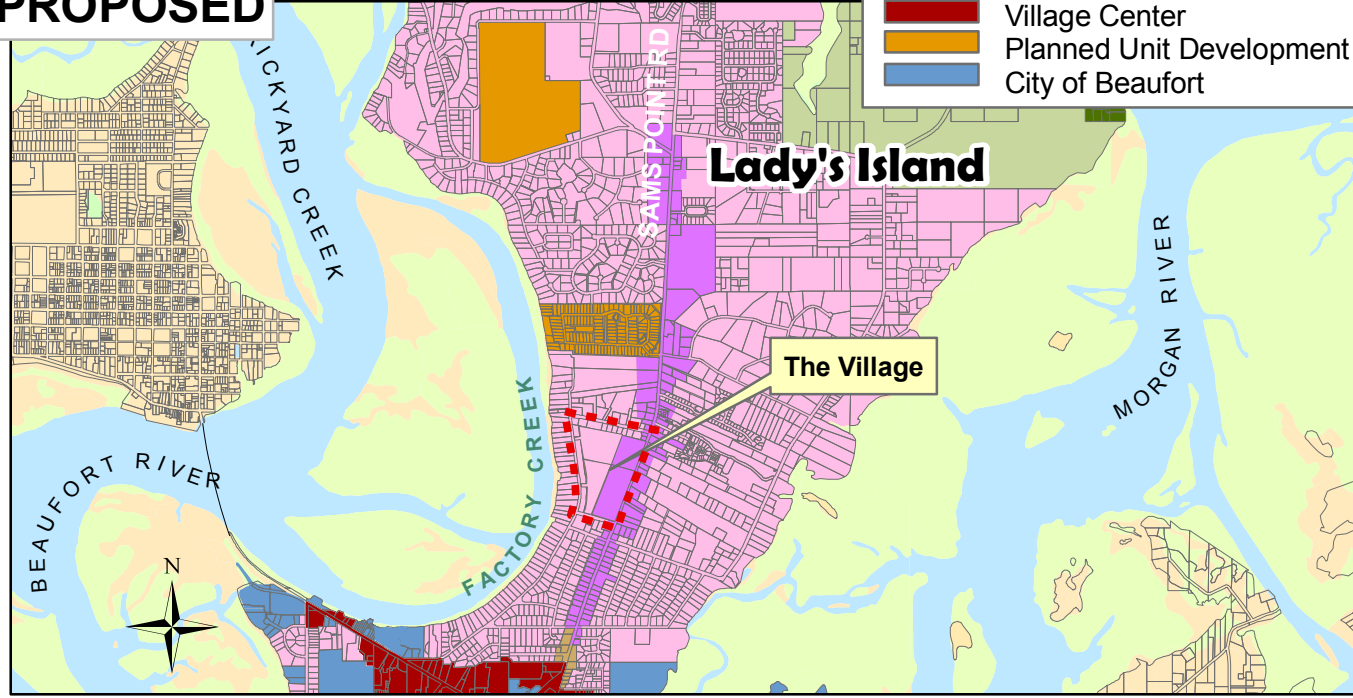 PROPOSED
Village Center
Planned Unit Development
City of Beaufort
RICKYARD CREEK
SAMS POINT RD
Lady's Island
MORGAN RIVER
The Village
FACTORY CREEK
BEAUFORT RIVER
N